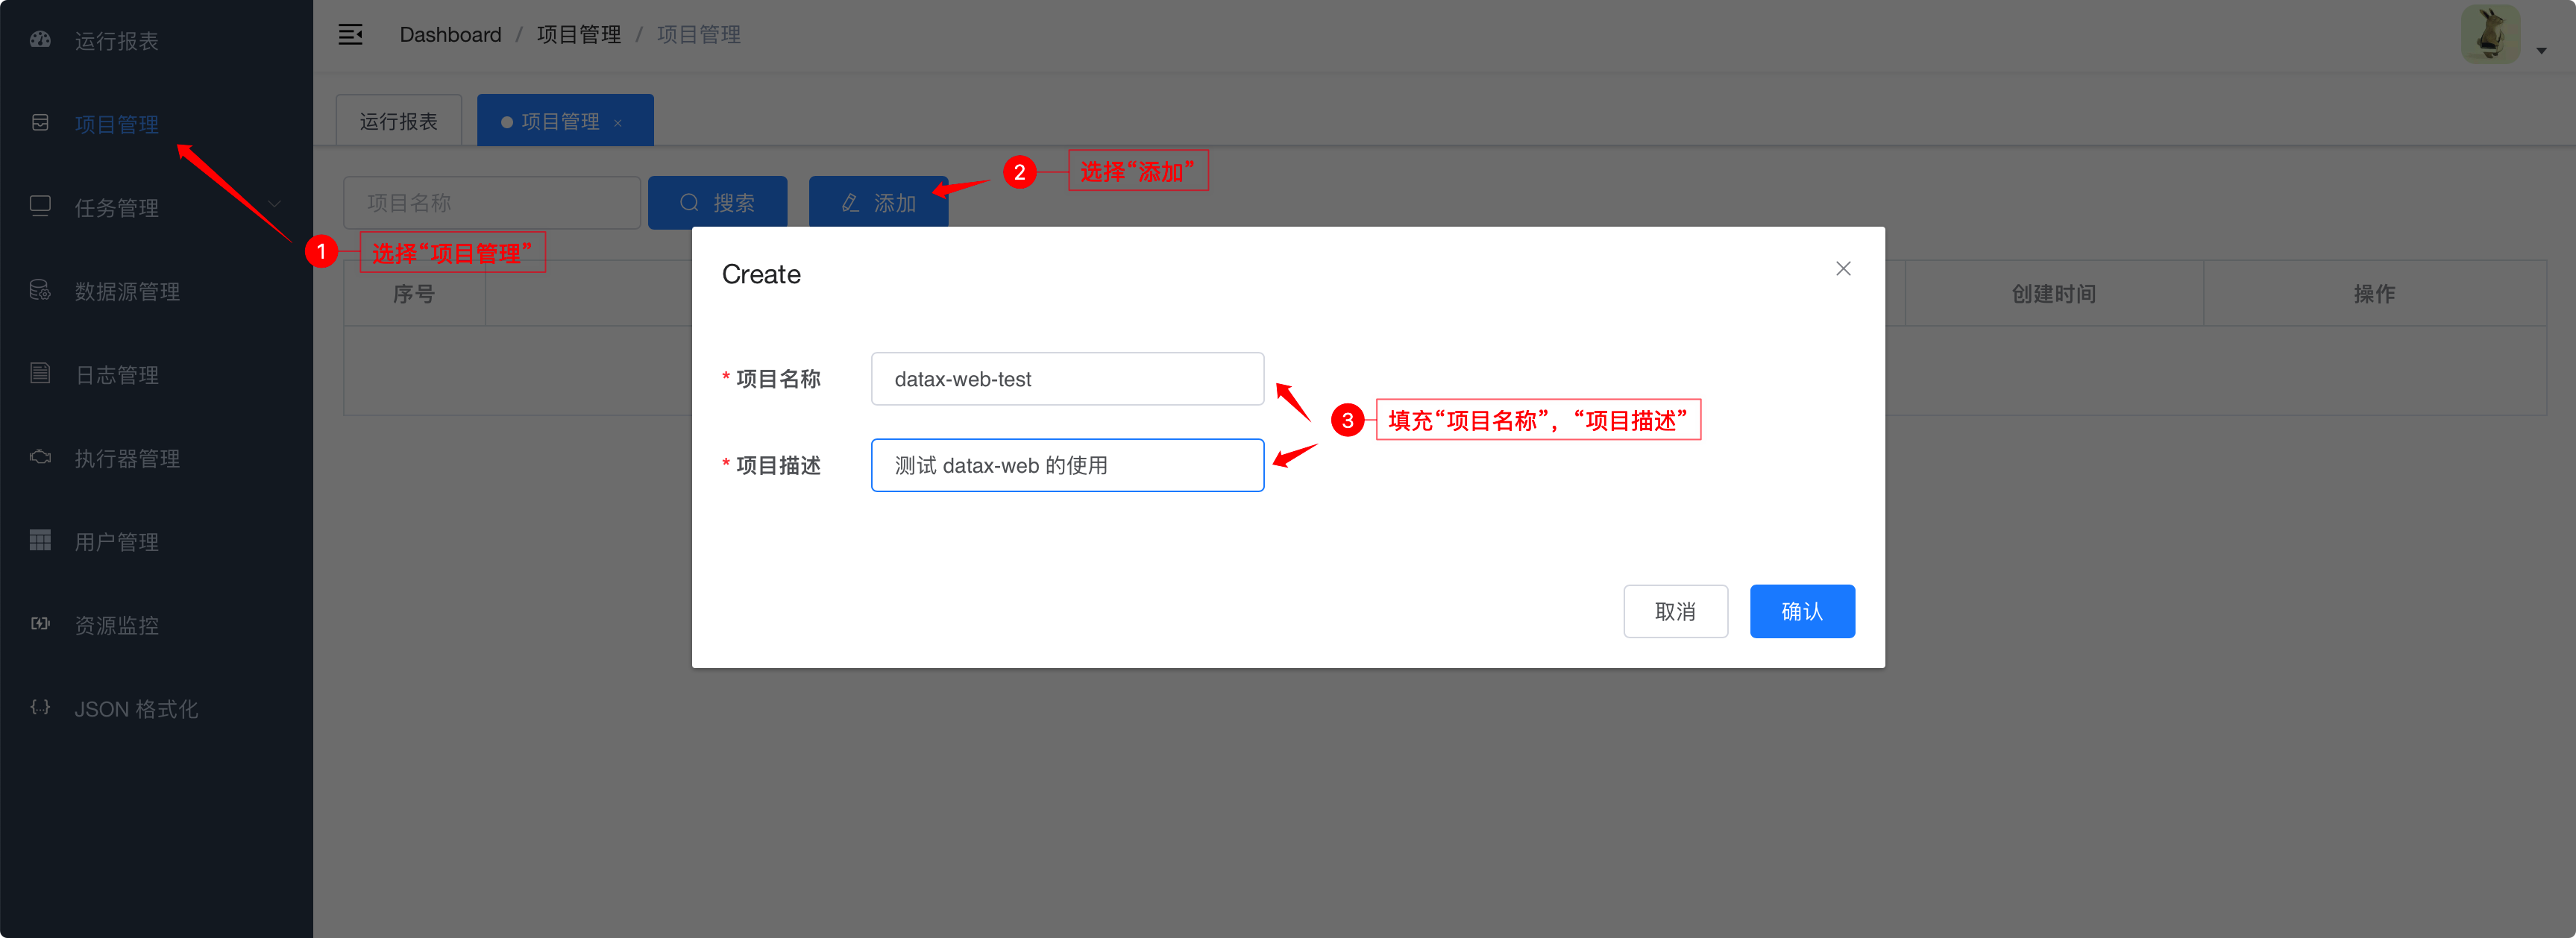 运行报表
项目管理
任务管理
数据源管理
日志管理
执行器管理
用户管理
资源监控
JSON 格式化
Dashboard / 项目管理 / 项目管理
运行报表
项目管理 ×
项目名称
搜索
添加
1 选择“项目管理”
2 选择“添加”
序号
创建时间
操作
Create
* 项目名称 datax-web-test
* 项目描述 测试 datax-web 的使用
3 填充“项目名称”，“项目描述”
取消
确认